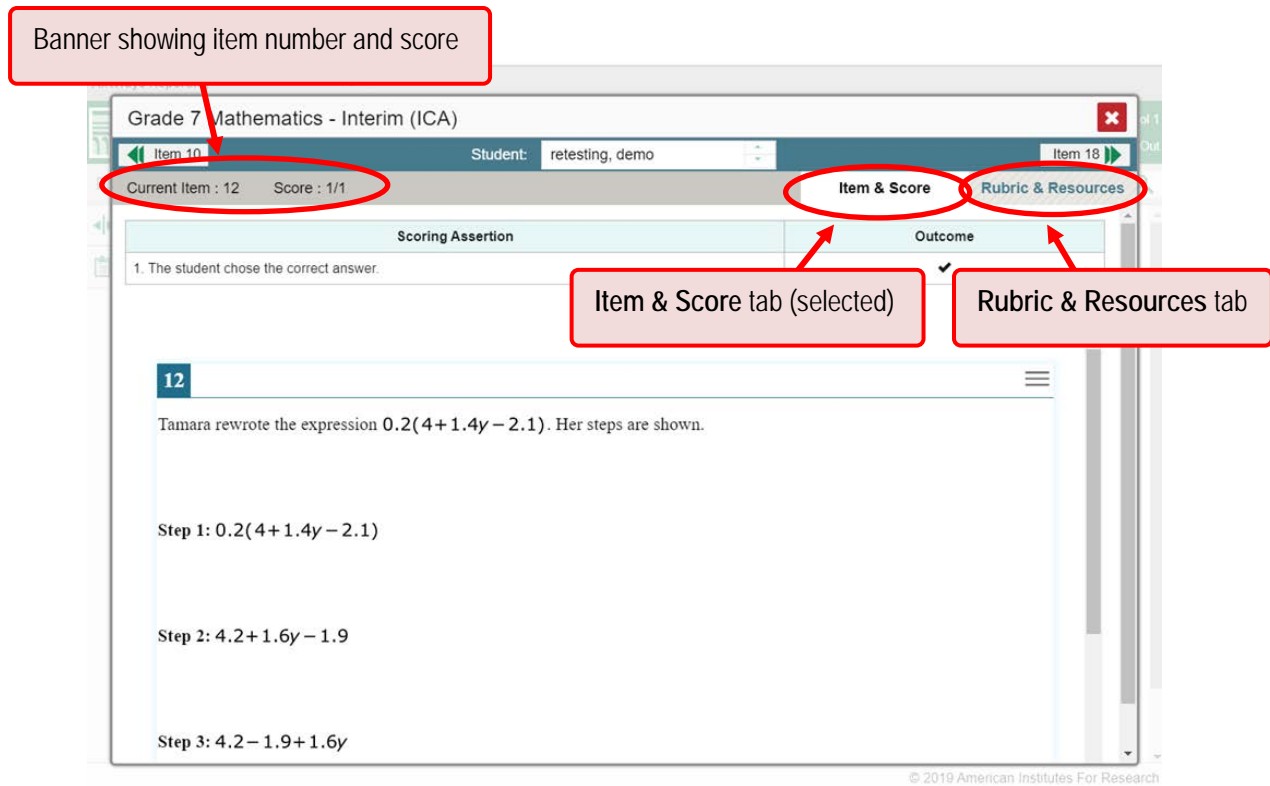 Banner showing item number and score
Grade 7 Mathematics - Interim (ICA)
of 1
Item 10
Student:
retesting, demo
Item 18
Out
Current Item : 12
Score : 1/1
Item & Score
Rubric & Resources
Scoring Assertion
Outcome
1. The student chose the correct answer.
Item & Score tab (selected)
Rubric & Resources tab
12
Tamara rewrote the expression 0.2(4+1.4y−2.1). Her steps are shown.
Step 1: 0.2(4+1.4y−2.1)
Step 2: 4.2+1.6y−1.9
Step 3: 4.2−1.9+1.6y
© 2019 American Institutes For Research